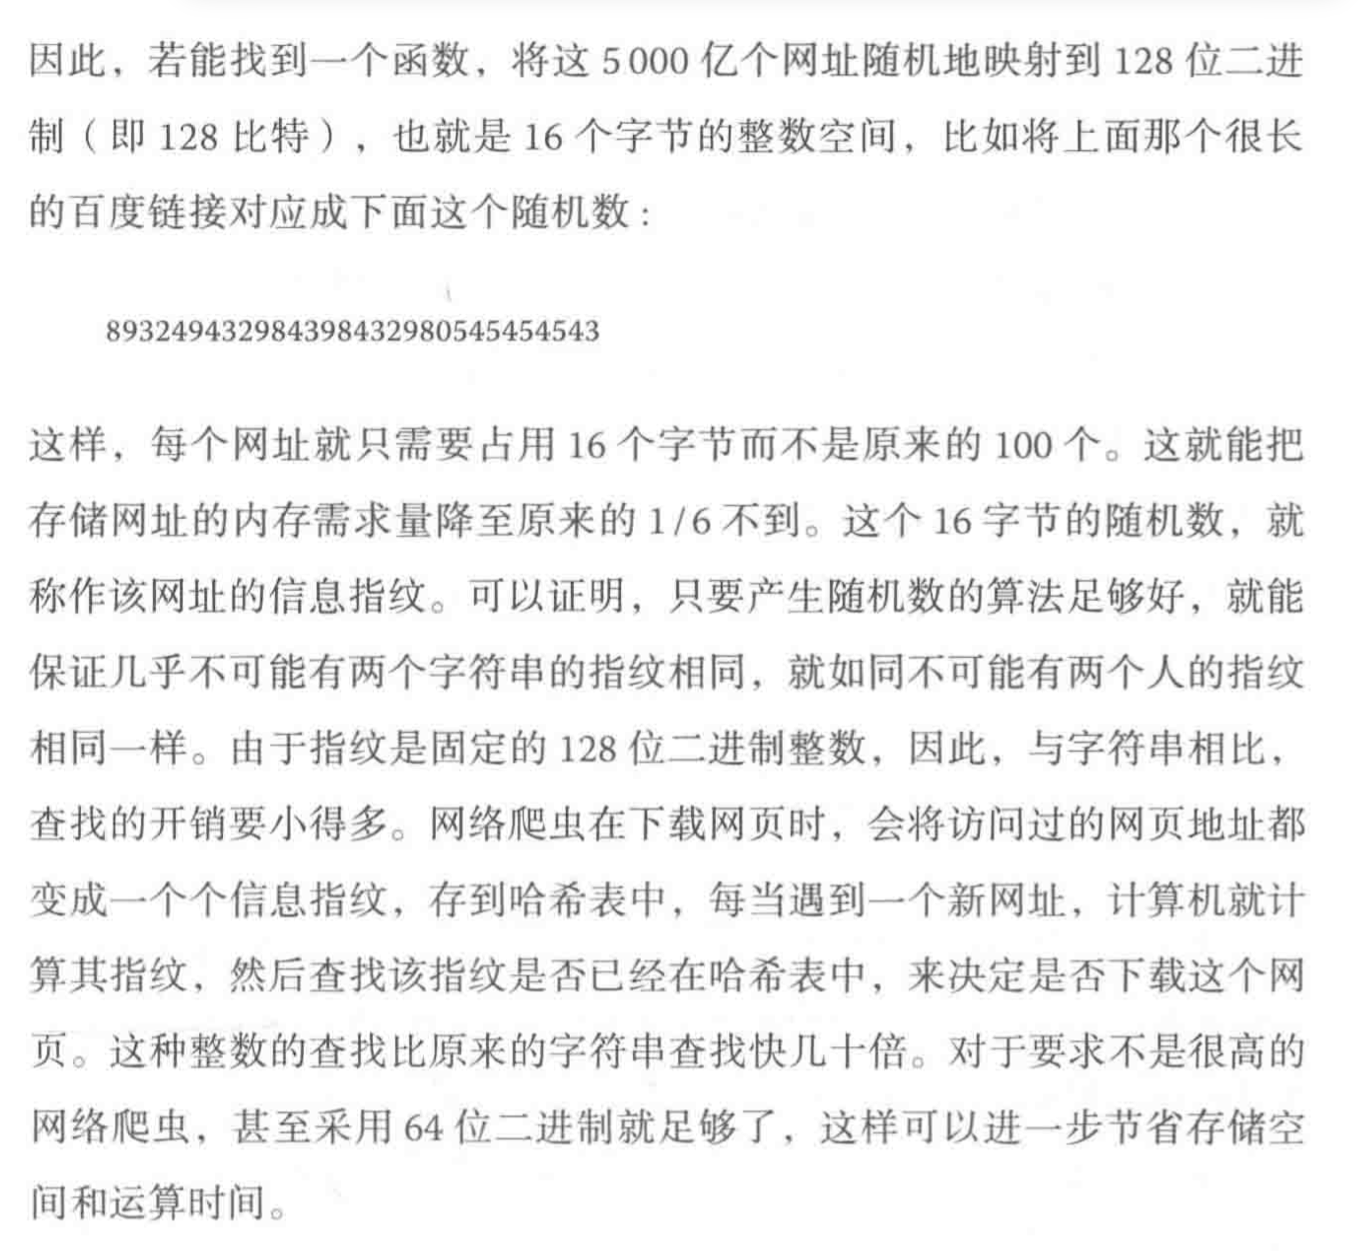 因此，若能找到一个函数，将这 5000 亿个网址随机地映射到 128 位二进
制（即 128 比特），也就是 16 个字节的整数空间，比如将上面那个很长
的百度链接对应成下面这个随机数：
893249432984398432980545454543
这样，每个网址就只需要占用 16 个字节而不是原来的 100 个。这就能把
存储网址的内存需求量降至原来的 1/6 不到。这个 16 字节的随机数，就
称作该网址的信息指纹。可以证明，只要产生随机数的算法足够好，就能
保证几乎不可能有两个字符串的指纹相同，就如同不可能有两个人的指纹
相同一样。由于指纹是固定的 128 位二进制整数，因此，与字符串相比，
查找的开销要小得多。网络爬虫在下载网页时，会将访问过的网页地址都
变成一个个信息指纹，存到哈希表中，每当遇到一个新网址，计算机就计
算其指纹，然后查找该指纹是否已经在哈希表中，来决定是否下载这个网
页。这种整数的查找比原来的字符串查找快几十倍。对于要求不是很高的
网络爬虫，甚至采用 64 位二进制就足够了，这样可以进一步节省存储空
间和运算时间。